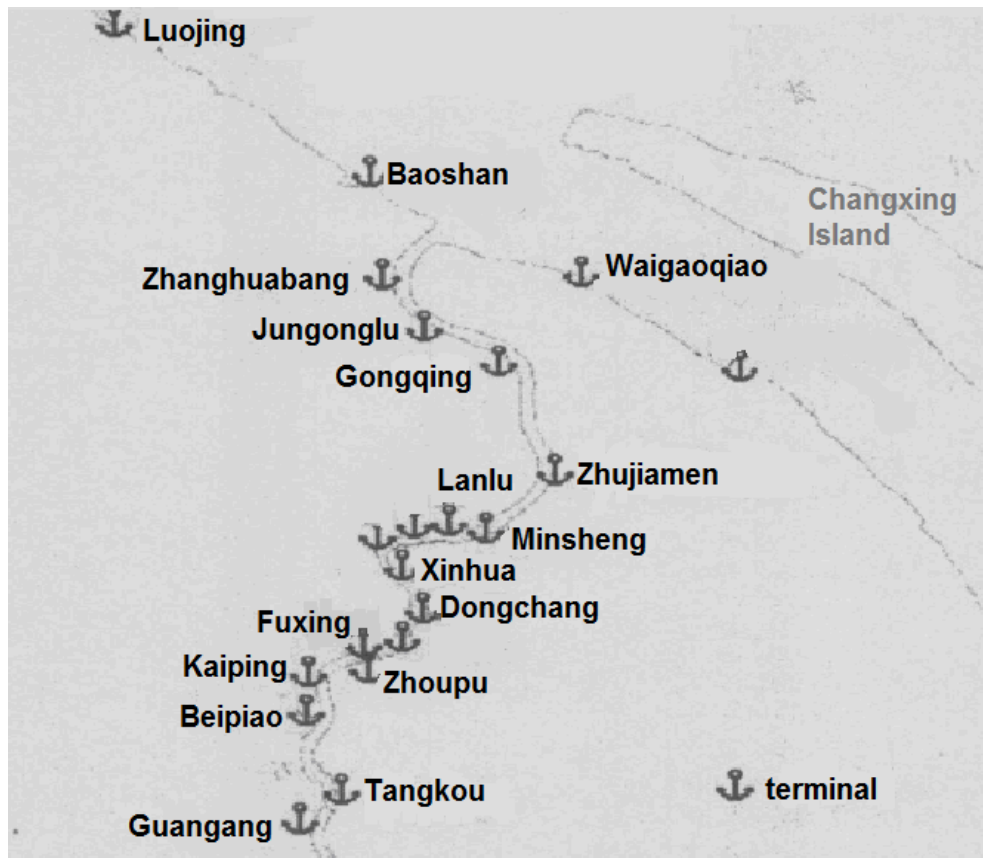 Luojing
Baoshan
Changxing
Island
Waigaoqiao
Zhanghuabang
Jungonglu
Gongqing
Zhujiamen
Lanlu
Minsheng
Xinhua
Dongchang
Fuxing
Kaiping
Zhoupu
Beipiao
Tangkou
terminal
Guangang